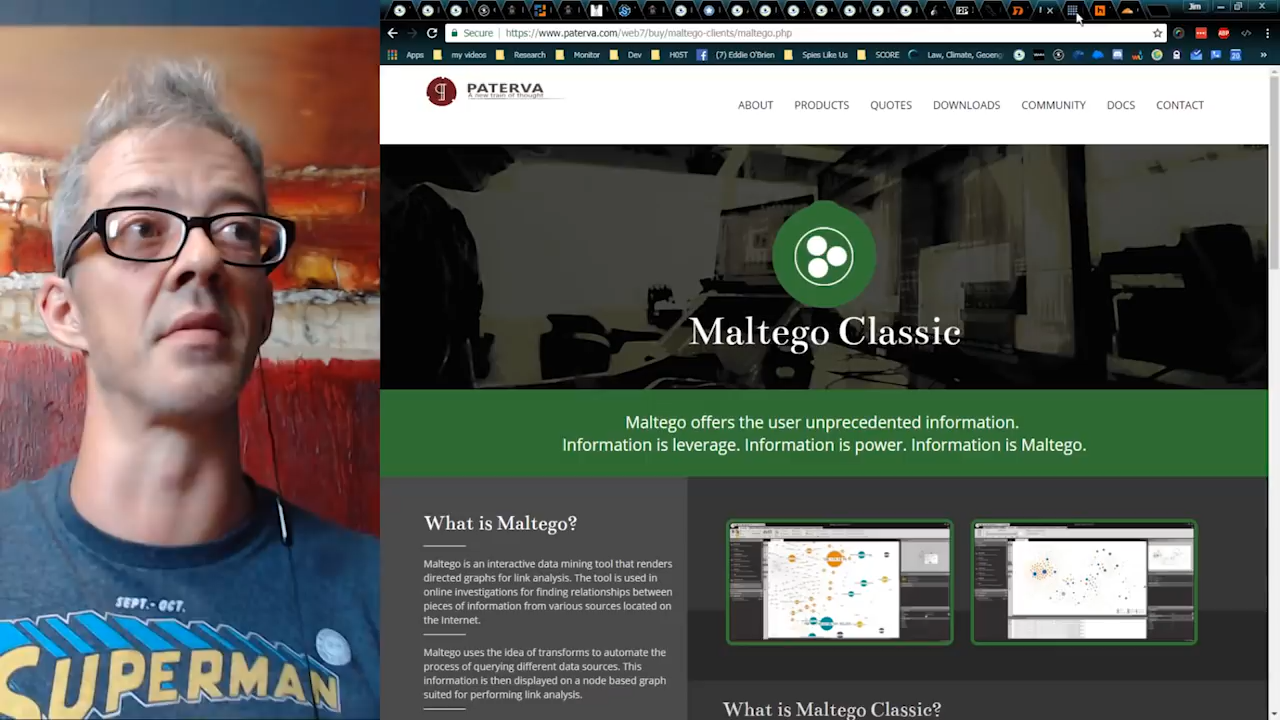 Jim
Secure https://www.paterva.com/web7/buy/maltego-clients/maltego.php
Apps my videos Research Monitor Dev H05T (7) Eddie O'Brien Spies Like Us SCORE Law, Climate, Geoeng
PATERVA
A new train of thought
ABOUT PRODUCTS QUOTES DOWNLOADS COMMUNITY DOCS CONTACT
Maltego Classic
Maltego offers the user unprecedented information.
Information is leverage. Information is power. Information is Maltego.
What is Maltego?
Maltego is an interactive data mining tool that renders
directed graphs for link analysis. The tool is used in
online investigations for finding relationships between
pieces of information from various sources located on
the Internet.
Maltego uses the idea of transforms to automate the
process of querying different data sources. This
information is then displayed on a node based graph
suited for performing link analysis.
What is Maltego Classic?
SEPT.-OCT.
SUPERMAN